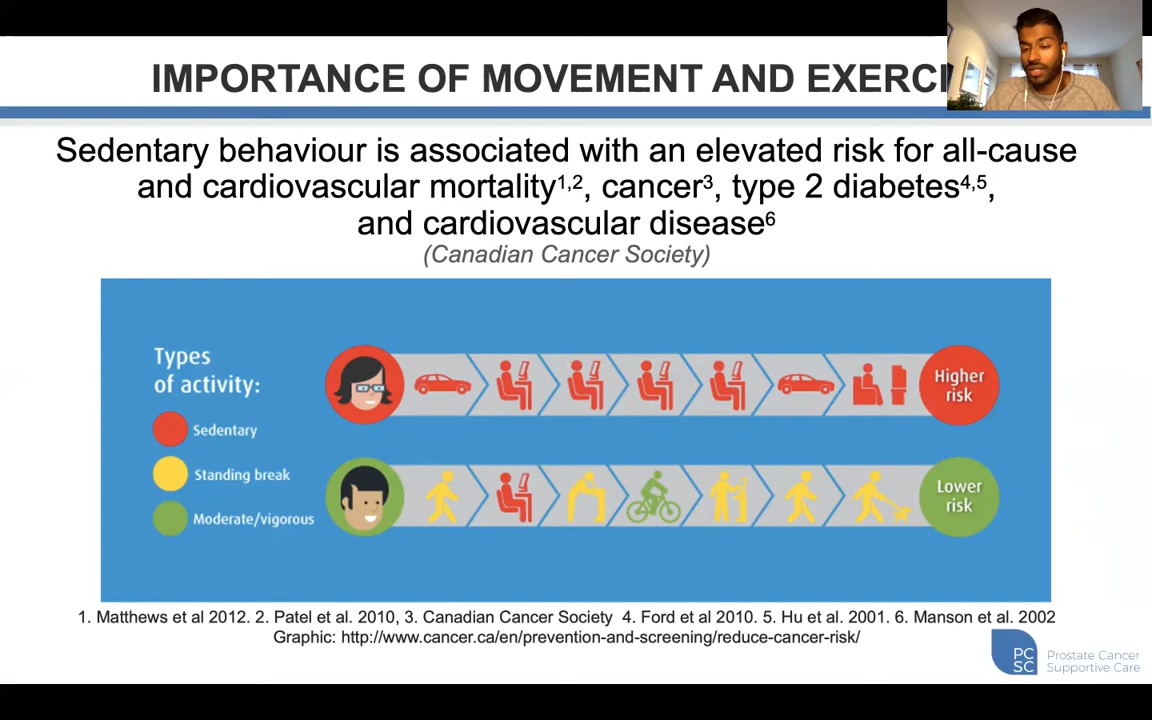 IMPORTANCE OF MOVEMENT AND EXERCI
Sedentary behaviour is associated with an elevated risk for all-cause
and cardiovascular mortality1,2, cancer3, type 2 diabetes4,5,
and cardiovascular disease6
(Canadian Cancer Society)
Types
of activity:
Sedentary
Standing break
Moderate/vigorous
Higher
risk
Lower
risk
1. Matthews et al 2012. 2. Patel et al. 2010, 3. Canadian Cancer Society 4. Ford et al 2010. 5. Hu et al. 2001. 6. Manson et al. 2002
Graphic: http://www.cancer.ca/en/prevention-and-screening/reduce-cancer-risk/
PC
SC
Prostate Cancer
Supportive Care